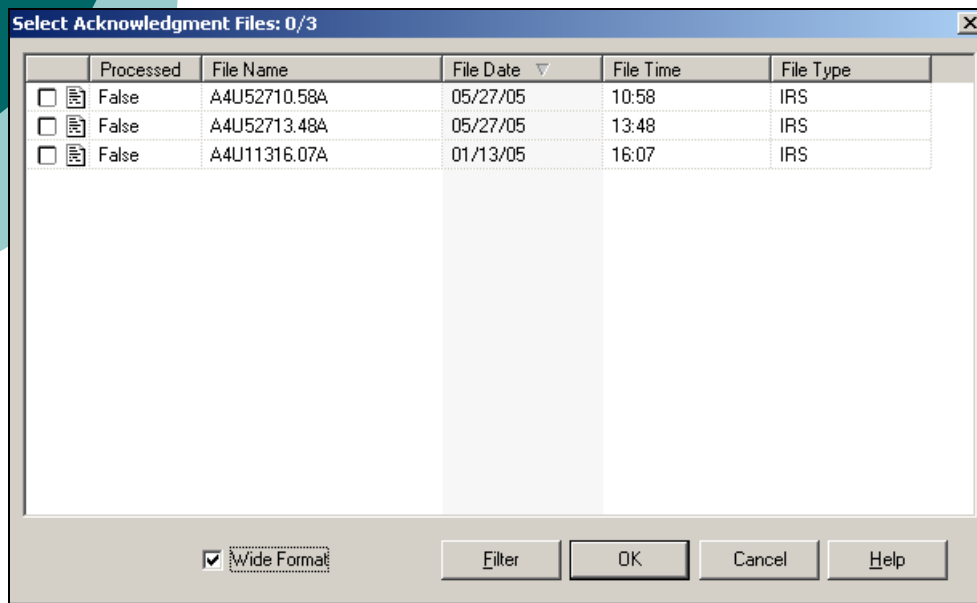 Select Acknowledgment Files: 0/3
Processed File Name File Date File Time File Type
False A4U52710.58A 05/27/05 10:58 IRS
False A4U52713.48A 05/27/05 13:48 IRS
False A4U11316.07A 01/13/05 16:07 IRS
Wide Format Filter OK Cancel Help